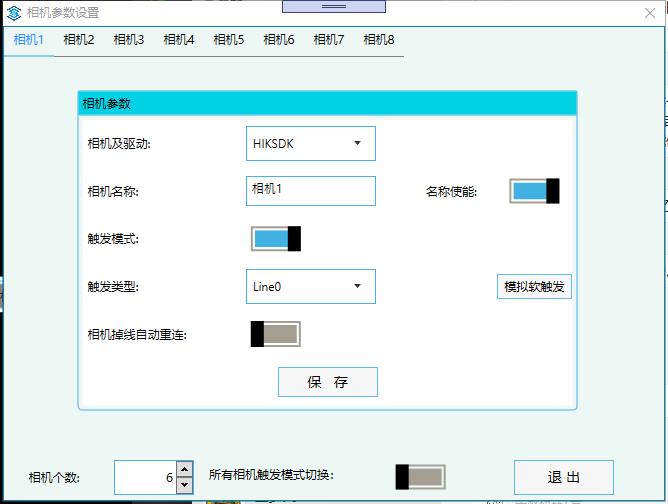 相机参数设置
相机1 相机2 相机3 相机4 相机5 相机6 相机7 相机8
相机参数
相机及驱动: HIKSDK
相机名称: 相机1 名称使能:
触发模式:
触发类型: Line0 模拟软触发
相机掉线自动重连:
保 存
相机个数: 6 所有相机触发模式切换: 退 出